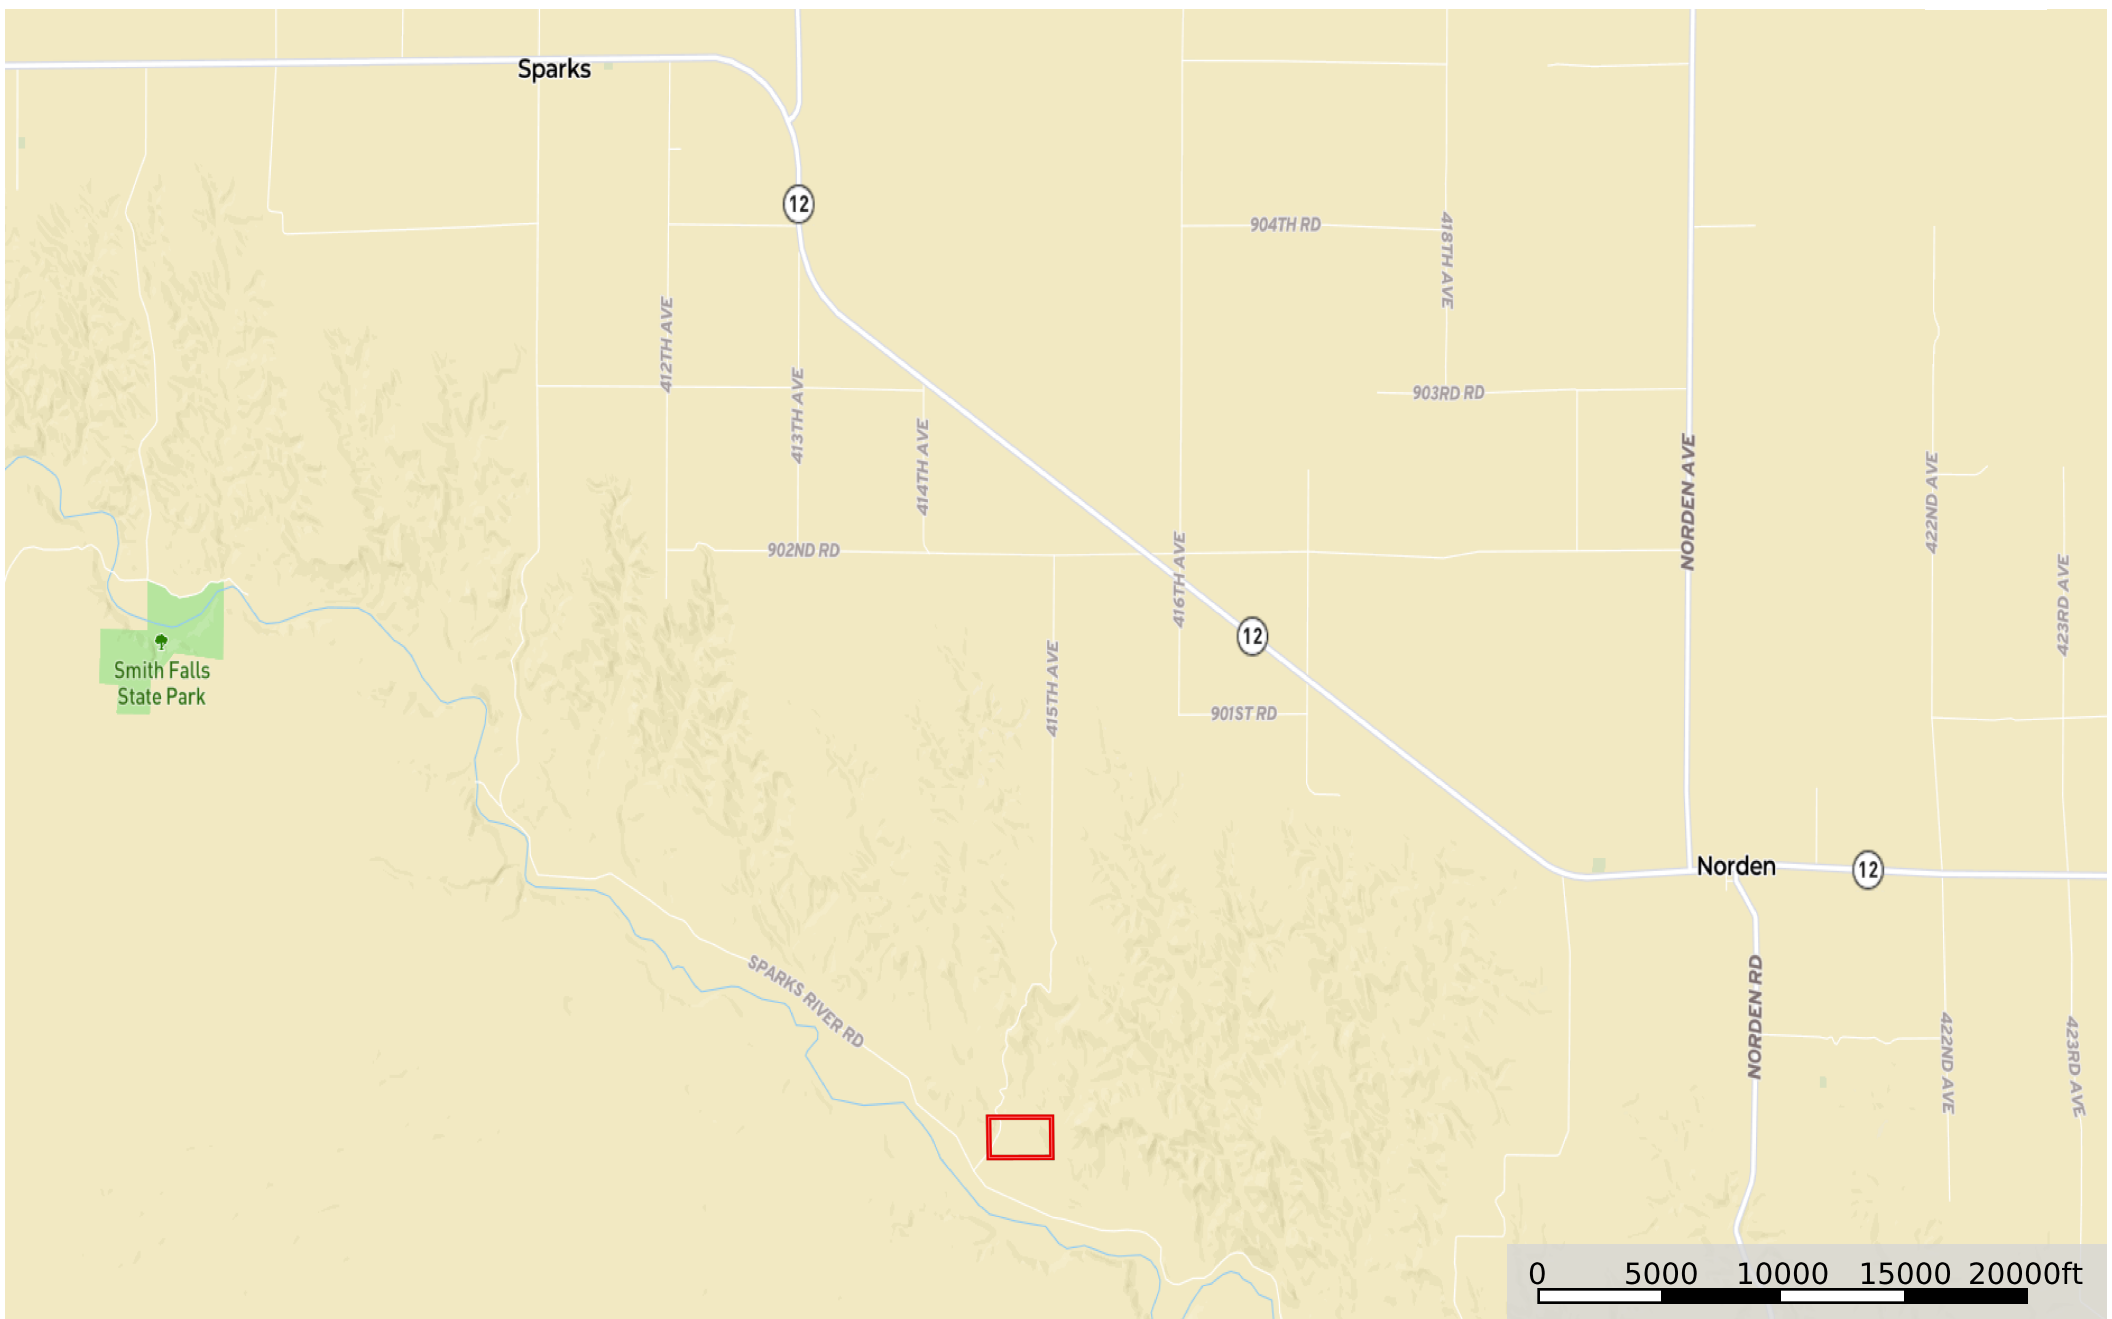 Sparks
12
904TH RD
418TH AVE
412TH AVE
413TH AVE
903RD RD
414TH AVE
NORDEN AVE
422ND AVE
902ND RD
416TH AVE
423RD AVE
12
Smith Falls
State Park
415TH AVE
901ST RD
Norden
12
SPARKS RIVER RD
NORDEN RD
422ND AVE
423RD AVE
0 5000 10000 15000 20000ft